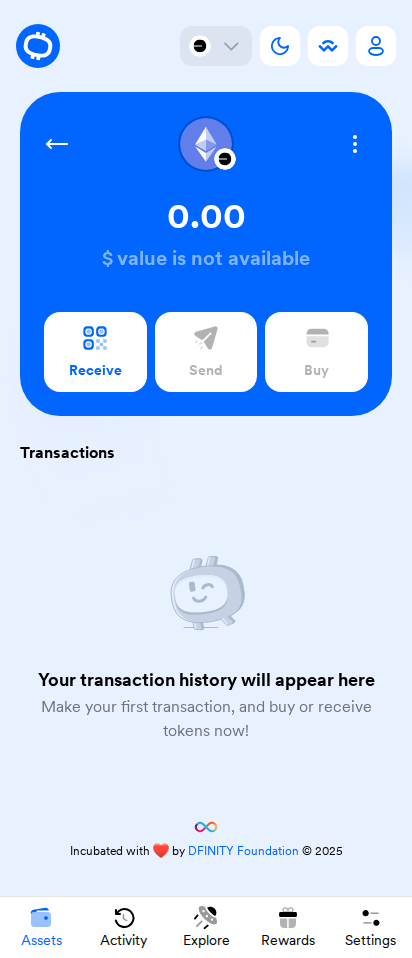 0.00
$ value is not available
Receive
Send
Buy
Transactions
Your transaction history will appear here
Make your first transaction, and buy or receive
tokens now!
Incubated with ❤️ by DFINITY Foundation © 2025
Assets
Activity
Explore
Rewards
Settings